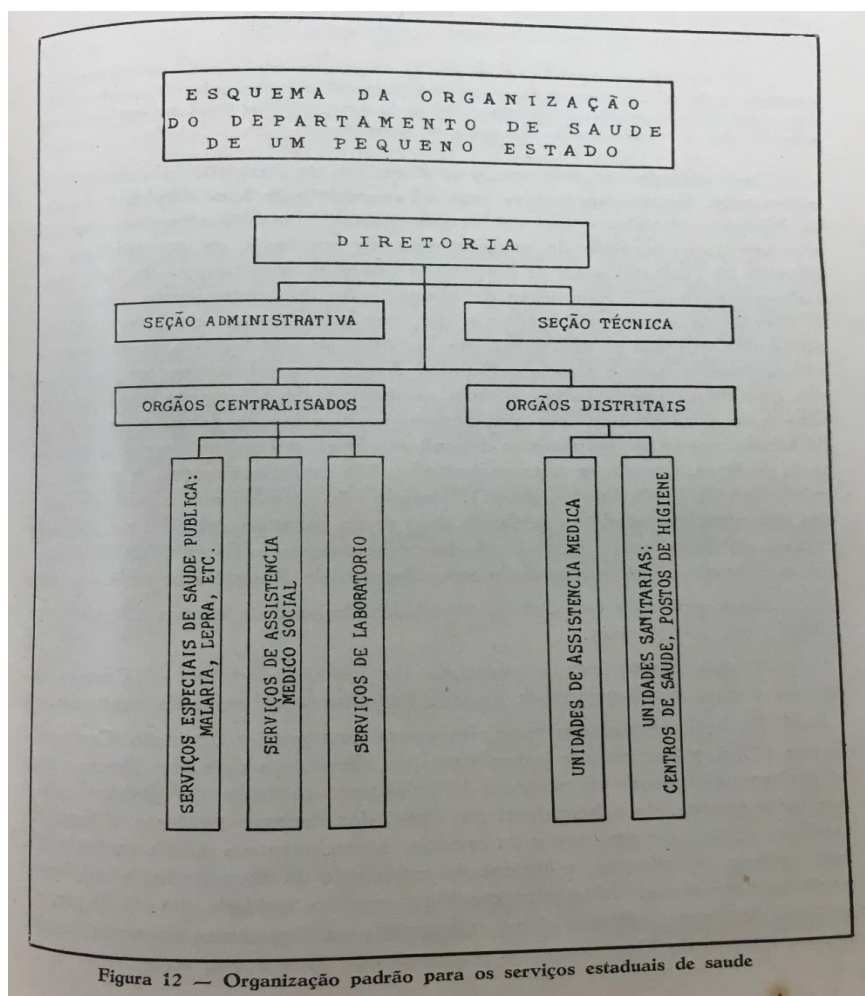 ESQUEMA DA ORGANIZAÇÃO
DO DEPARTAMENTO DE SAUDE
DE UM PEQUENO ESTADO
DIRETORIA
SEÇÃO ADMINISTRATIVA
SEÇÃO TÉCNICA
ORGÃOS CENTRALISADOS
ORGÃOS DISTRITAIS
SERVIÇOS ESPECIAIS DE SAUDE PUBLICA:
MALARIA, LEPRA, ETC.
SERVIÇOS DE ASSISTENCIA
MEDICO SOCIAL
SERVIÇOS DE LABORATORIO
UNIDADES DE ASSISTENCIA MEDICA
UNIDADES SANITARIAS:
CENTROS DE SAUDE, POSTOS DE HIGIENE
Figura 12 — Organização padrão para os serviços estaduais de saude